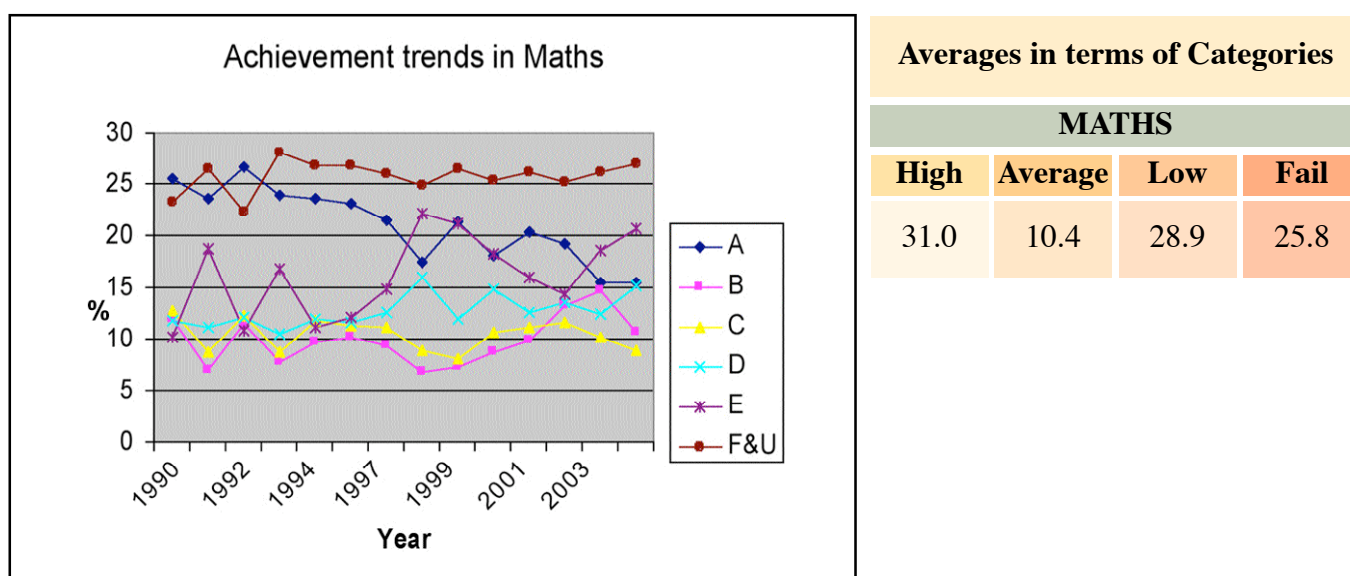 Achievement trends in Maths
30
25
20
15
10
5
0
%
1990
1992
1994
1997
1999
2001
2003
Year
A
B
C
D
E
F&U
Averages in terms of Categories
MATHS
High Average Low Fail
31.0 10.4 28.9 25.8